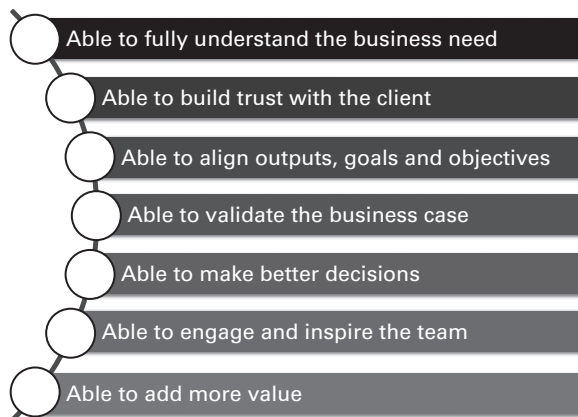 Able to fully understand the business need
Able to build trust with the client
Able to align outputs, goals and objectives
Able to validate the business case
Able to make better decisions
Able to engage and inspire the team
Able to add more value